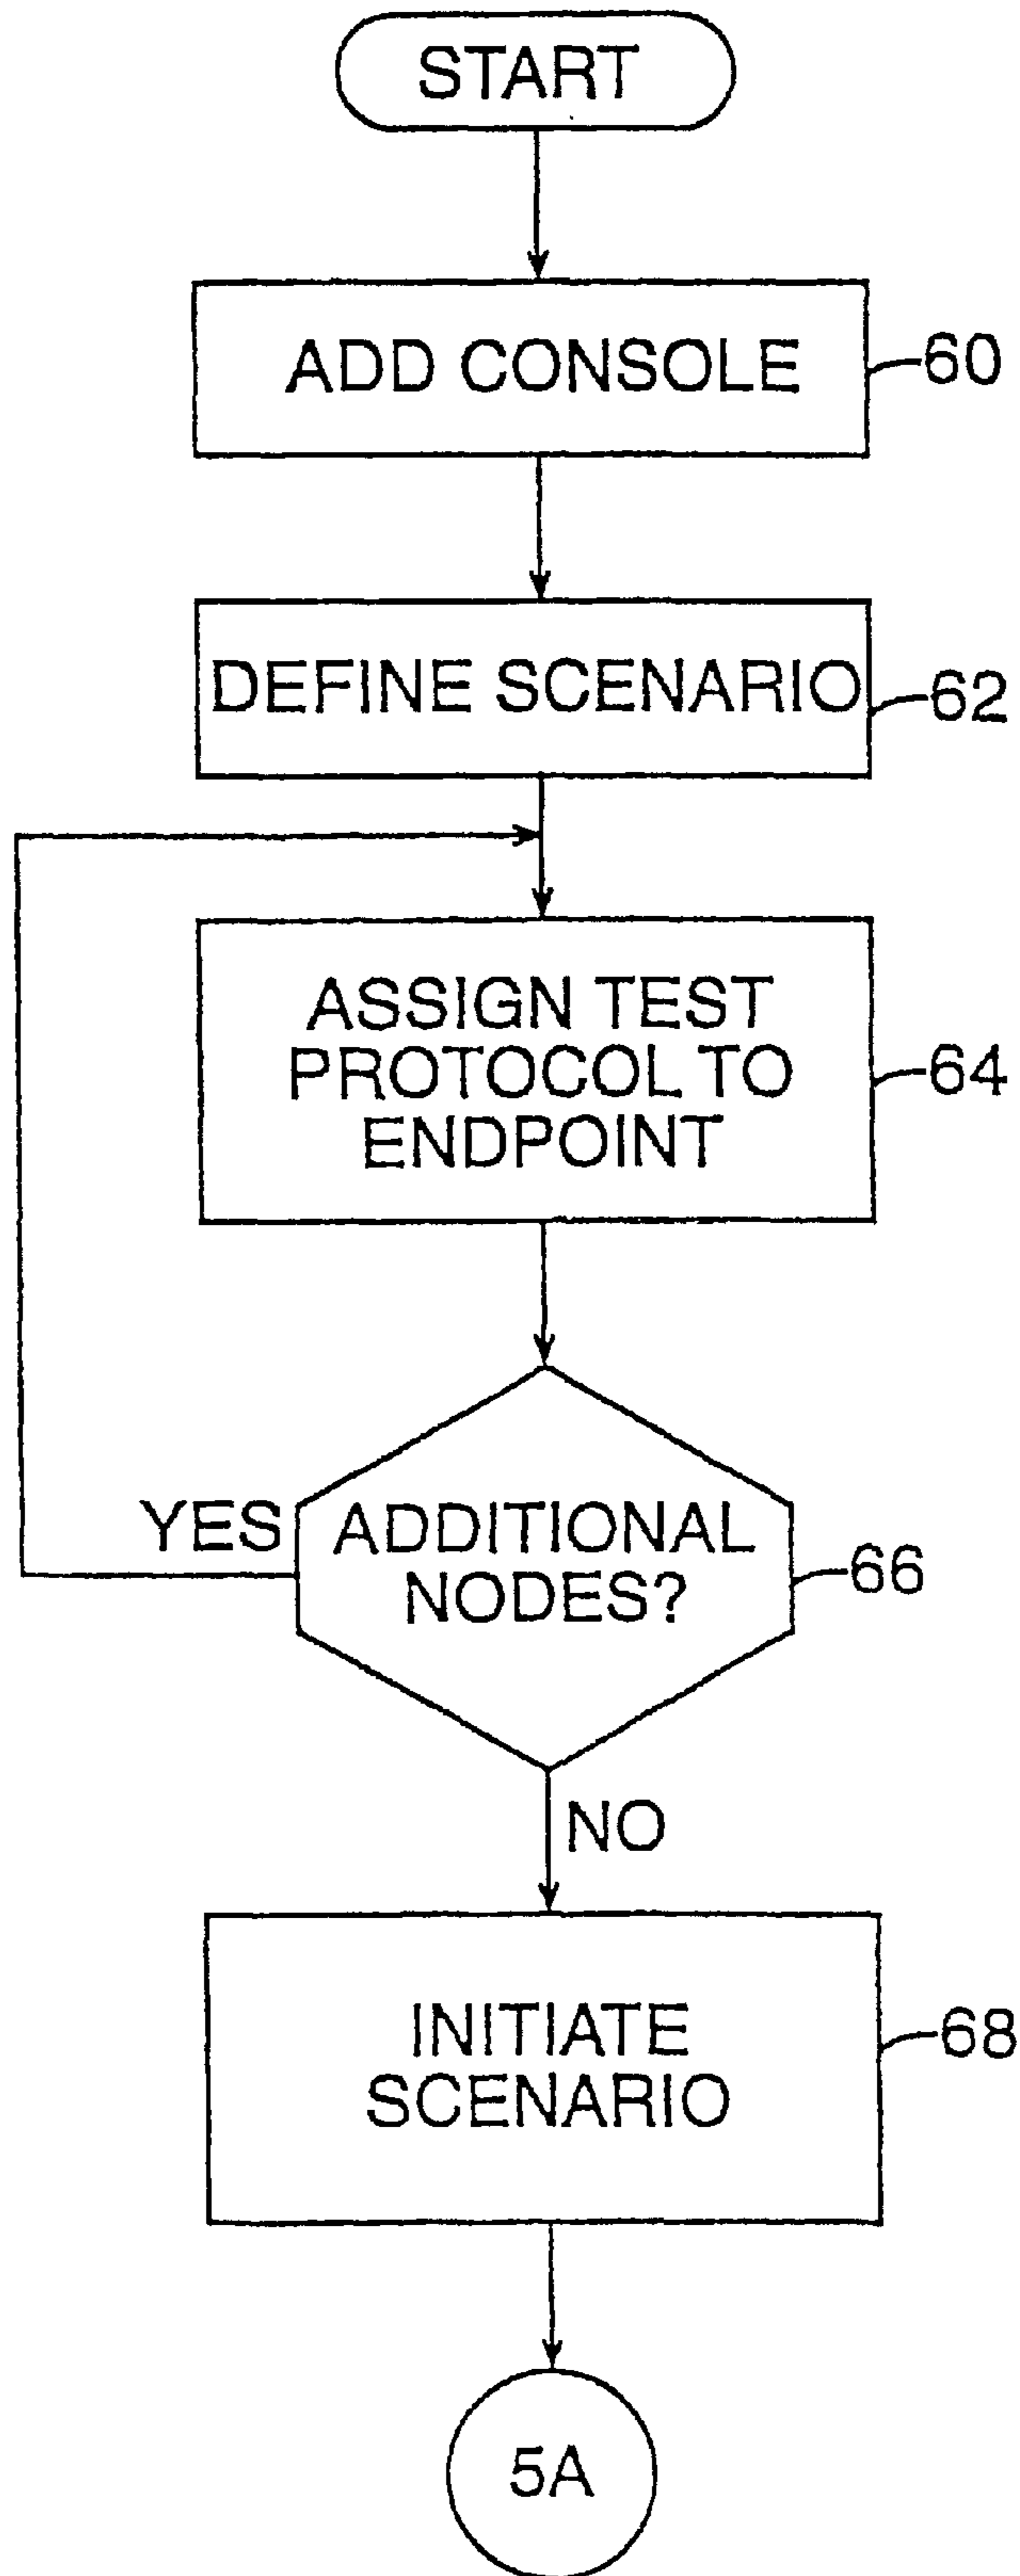 START
ADD CONSOLE
60
DEFINE SCENARIO
62
ASSIGN TEST
PROTOCOL TO
ENDPOINT
64
YES
ADDITIONAL
NODES?
66
NO
INITIATE
SCENARIO
68
5A